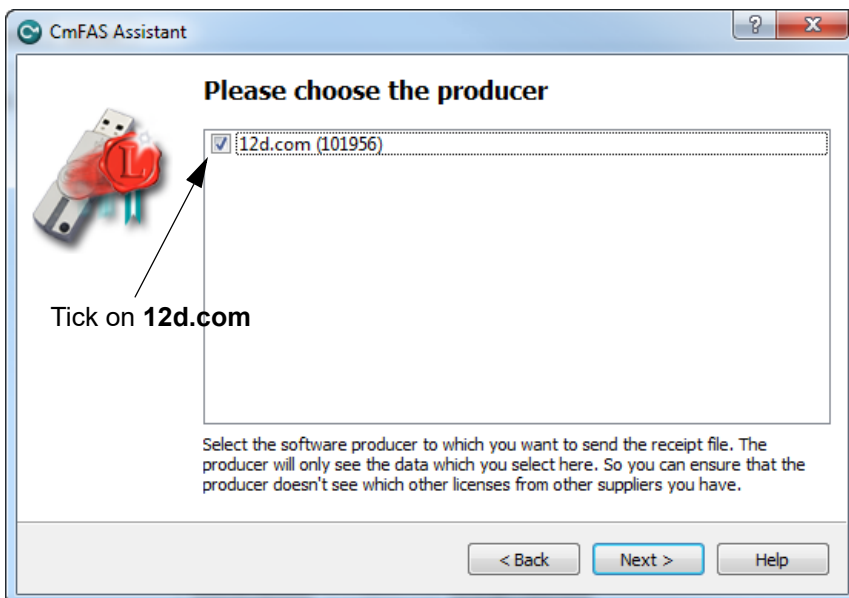 CmFAS Assistant
Please choose the producer
12d.com (101956)
Tick on 12d.com
Select the software producer to which you want to send the receipt file. The
producer will only see the data which you select here. So you can ensure that the
producer doesn't see which other licenses from other suppliers you have.
< Back Next > Help